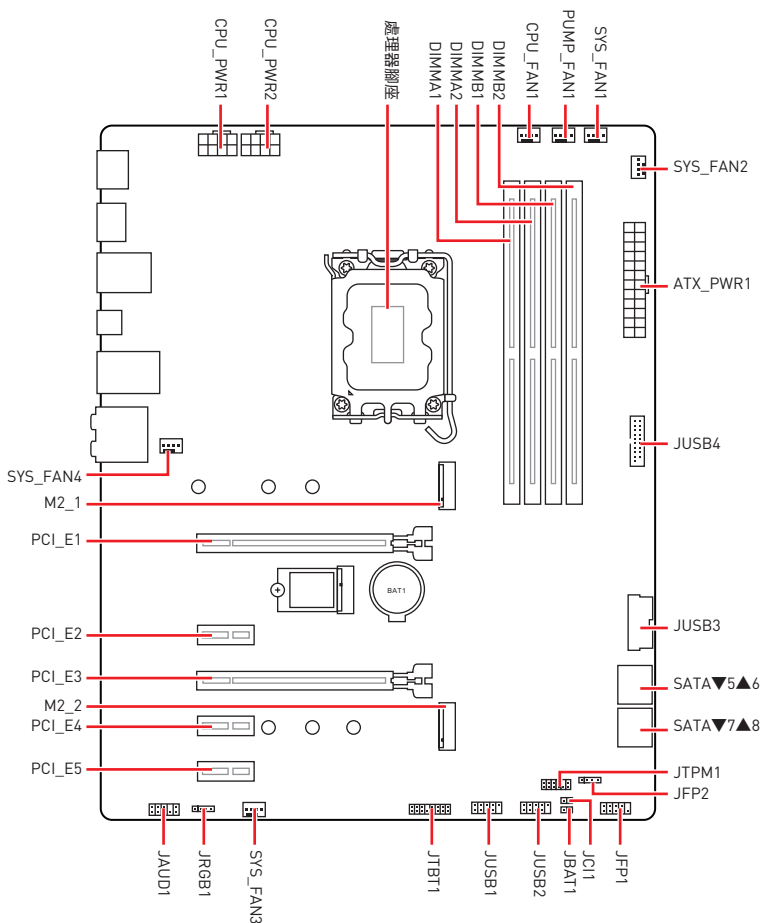 CPU_PWR1
CPU_PWR2
處理器腳座
DIMMA1
DIMMA2
DIMMB1
DIMMB2
CPU_FAN1
PUMP_FAN1
SYS_FAN1
SYS_FAN2
ATX_PWR1
JUSB4
SYS_FAN4
M2_1
PCI_E1
BAT1
PCI_E2
JUSB3
PCI_E3
SATA▼5▲6
M2_2
PCI_E4
SATA▼7▲8
PCI_E5
JTPM1
JFP2
JAUD1
JRGB1
SYS_FAN3
JTBT1
JUSB1
JUSB2
JBAT1
JCI1
JFP1